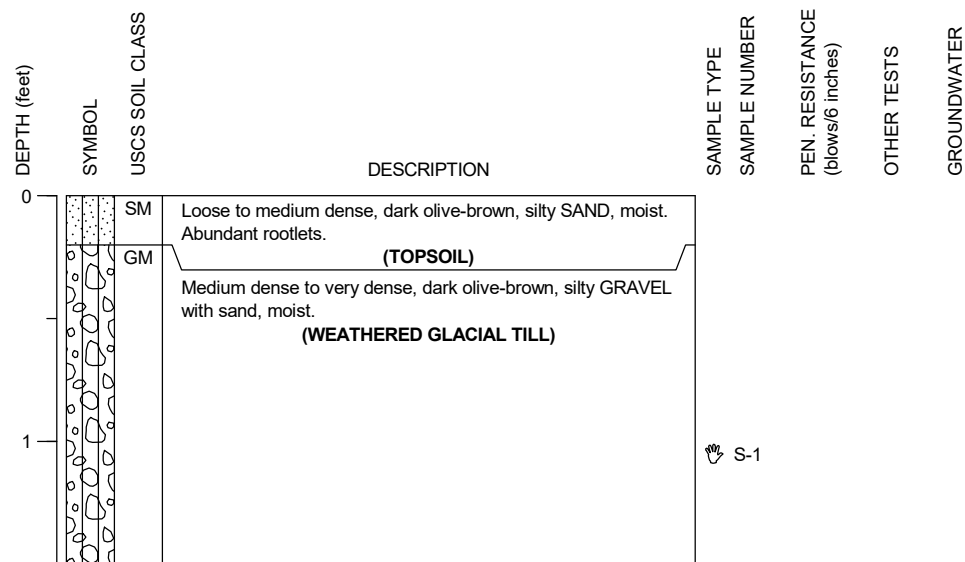 DEPTH (feet)
SYMBOL
USCS SOIL CLASS
DESCRIPTION
SAMPLE TYPE
SAMPLE NUMBER
PEN. RESISTANCE
(blows/6 inches)
OTHER TESTS
GROUNDWATER
0
SM
Loose to medium dense, dark olive-brown, silty SAND, moist.
Abundant rootlets.
(TOPSOIL)
GM
Medium dense to very dense, dark olive-brown, silty GRAVEL
with sand, moist.
(WEATHERED GLACIAL TILL)
1
S-1